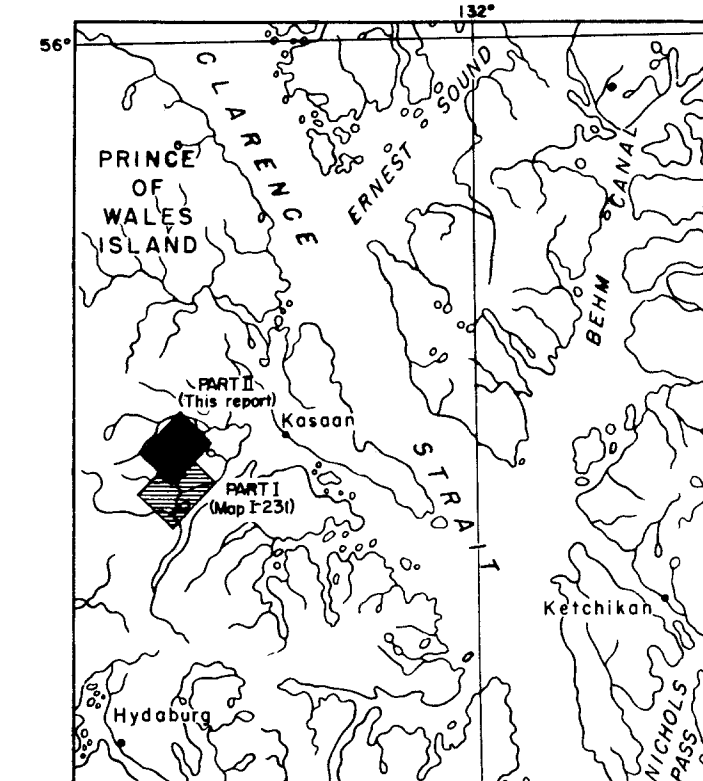 132°
56°
CLARENCE
STRAIT
ERNEST SOUND
BEHM CANAL
PRINCE
OF
WALES
ISLAND
PART II
(This report)
Kasaan
PART I
(Map I-231)
Ketchikan
Hydaburg
NICHOLS
PASS